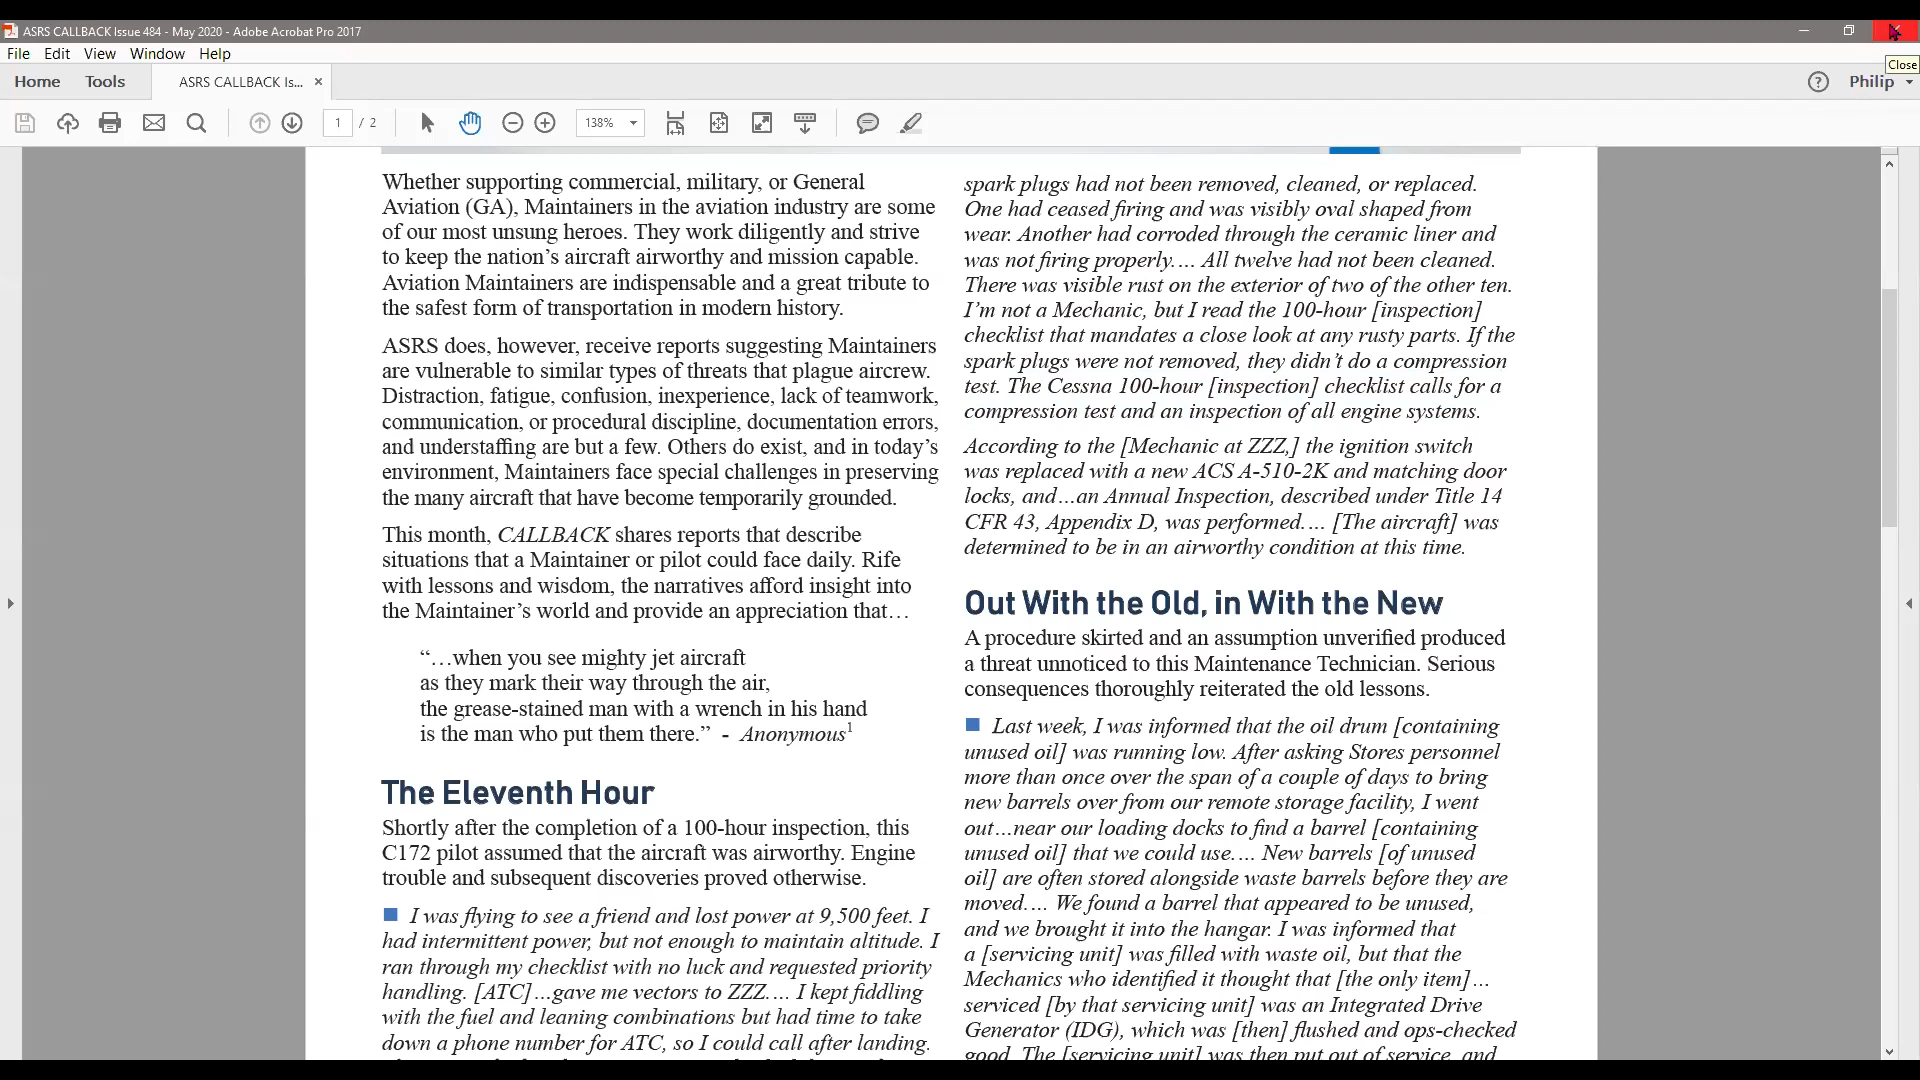 ASRS CALLBACK Issue 484 - May 2020 - Adobe Acrobat Pro 2017
Close
File Edit View Window Help
Home Tools ASRS CALLBACK Is... × Philip
1 / 2 138%
Whether supporting commercial, military, or General
Aviation (GA), Maintainers in the aviation industry are some
of our most unsung heroes. They work diligently and strive
to keep the nation’s aircraft airworthy and mission capable.
Aviation Maintainers are indispensable and a great tribute to
the safest form of transportation in modern history.
ASRS does, however, receive reports suggesting Maintainers
are vulnerable to similar types of threats that plague aircrew.
Distraction, fatigue, confusion, inexperience, lack of teamwork,
communication, or procedural discipline, documentation errors,
and understaffing are but a few. Others do exist, and in today’s
environment, Maintainers face special challenges in preserving
the many aircraft that have become temporarily grounded.
This month, CALLBACK shares reports that describe
situations that a Maintainer or pilot could face daily. Rife
with lessons and wisdom, the narratives afford insight into
the Maintainer’s world and provide an appreciation that…
“…when you see mighty jet aircraft
as they mark their way through the air,
the grease-stained man with a wrench in his hand
is the man who put them there.” - Anonymous1
The Eleventh Hour
Shortly after the completion of a 100-hour inspection, this
C172 pilot assumed that the aircraft was airworthy. Engine
trouble and subsequent discoveries proved otherwise.
■ I was flying to see a friend and lost power at 9,500 feet. I
had intermittent power, but not enough to maintain altitude. I
ran through my checklist with no luck and requested priority
handling. [ATC]…gave me vectors to ZZZ.… I kept fiddling
with the fuel and leaning combinations but had time to take
down a phone number for ATC, so I could call after landing.
spark plugs had not been removed, cleaned, or replaced.
One had ceased firing and was visibly oval shaped from
wear. Another had corroded through the ceramic liner and
was not firing properly.… All twelve had not been cleaned.
There was visible rust on the exterior of two of the other ten.
I’m not a Mechanic, but I read the 100-hour [inspection]
checklist that mandates a close look at any rusty parts. If the
spark plugs were not removed, they didn’t do a compression
test. The Cessna 100-hour [inspection] checklist calls for a
compression test and an inspection of all engine systems.
According to the [Mechanic at ZZZ,] the ignition switch
was replaced with a new ACS A-510-2K and matching door
locks, and…an Annual Inspection, described under Title 14
CFR 43, Appendix D, was performed.… [The aircraft] was
determined to be in an airworthy condition at this time.
Out With the Old, in With the New
A procedure skirted and an assumption unverified produced
a threat unnoticed to this Maintenance Technician. Serious
consequences thoroughly reiterated the old lessons.
■ Last week, I was informed that the oil drum [containing
unused oil] was running low. After asking Stores personnel
more than once over the span of a couple of days to bring
new barrels over from our remote storage facility, I went
out…near our loading docks to find a barrel [containing
unused oil] that we could use.… New barrels [of unused
oil] are often stored alongside waste barrels before they are
moved.… We found a barrel that appeared to be unused,
and we brought it into the hangar. I was informed that
a [servicing unit] was filled with waste oil, but that the
Mechanics who identified it thought that [the only item]…
serviced [by that servicing unit] was an Integrated Drive
Generator (IDG), which was [then] flushed and ops-checked
good. The [servicing unit] was then put out of service, and